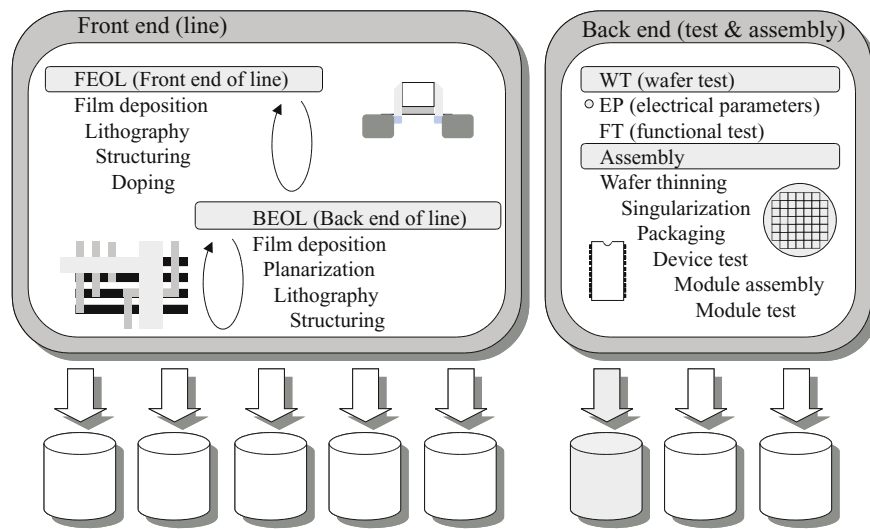 Front end (line)
FEOL (Front end of line)
Film deposition
Lithography
Structuring
Doping
BEOL (Back end of line)
Film deposition
Planarization
Lithography
Structuring
Back end (test & assembly)
WT (wafer test)
EP (electrical parameters)
FT (functional test)
Assembly
Wafer thinning
Singularization
Packaging
Device test
Module assembly
Module test